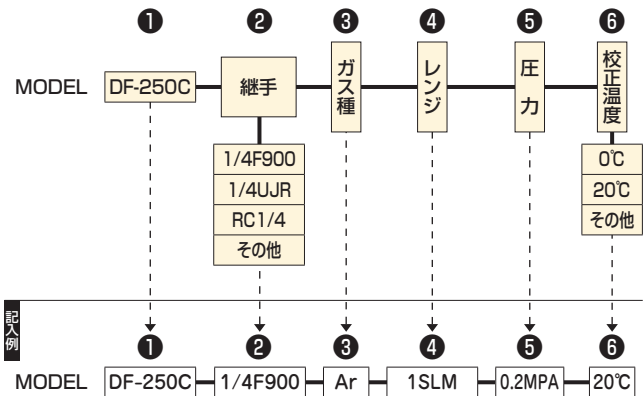 ❶ ❷ ❸ ❹ ❺ ❻
MODEL DF-250C 継手 ガス種 レンジ 圧力 校正温度
1/4F900 0℃
1/4UJR 20℃
RC1/4 その他
その他
記入例
❶ ❷ ❸ ❹ ❺ ❻
MODEL DF-250C 1/4F900 Ar 1SLM 0.2MPA 20℃